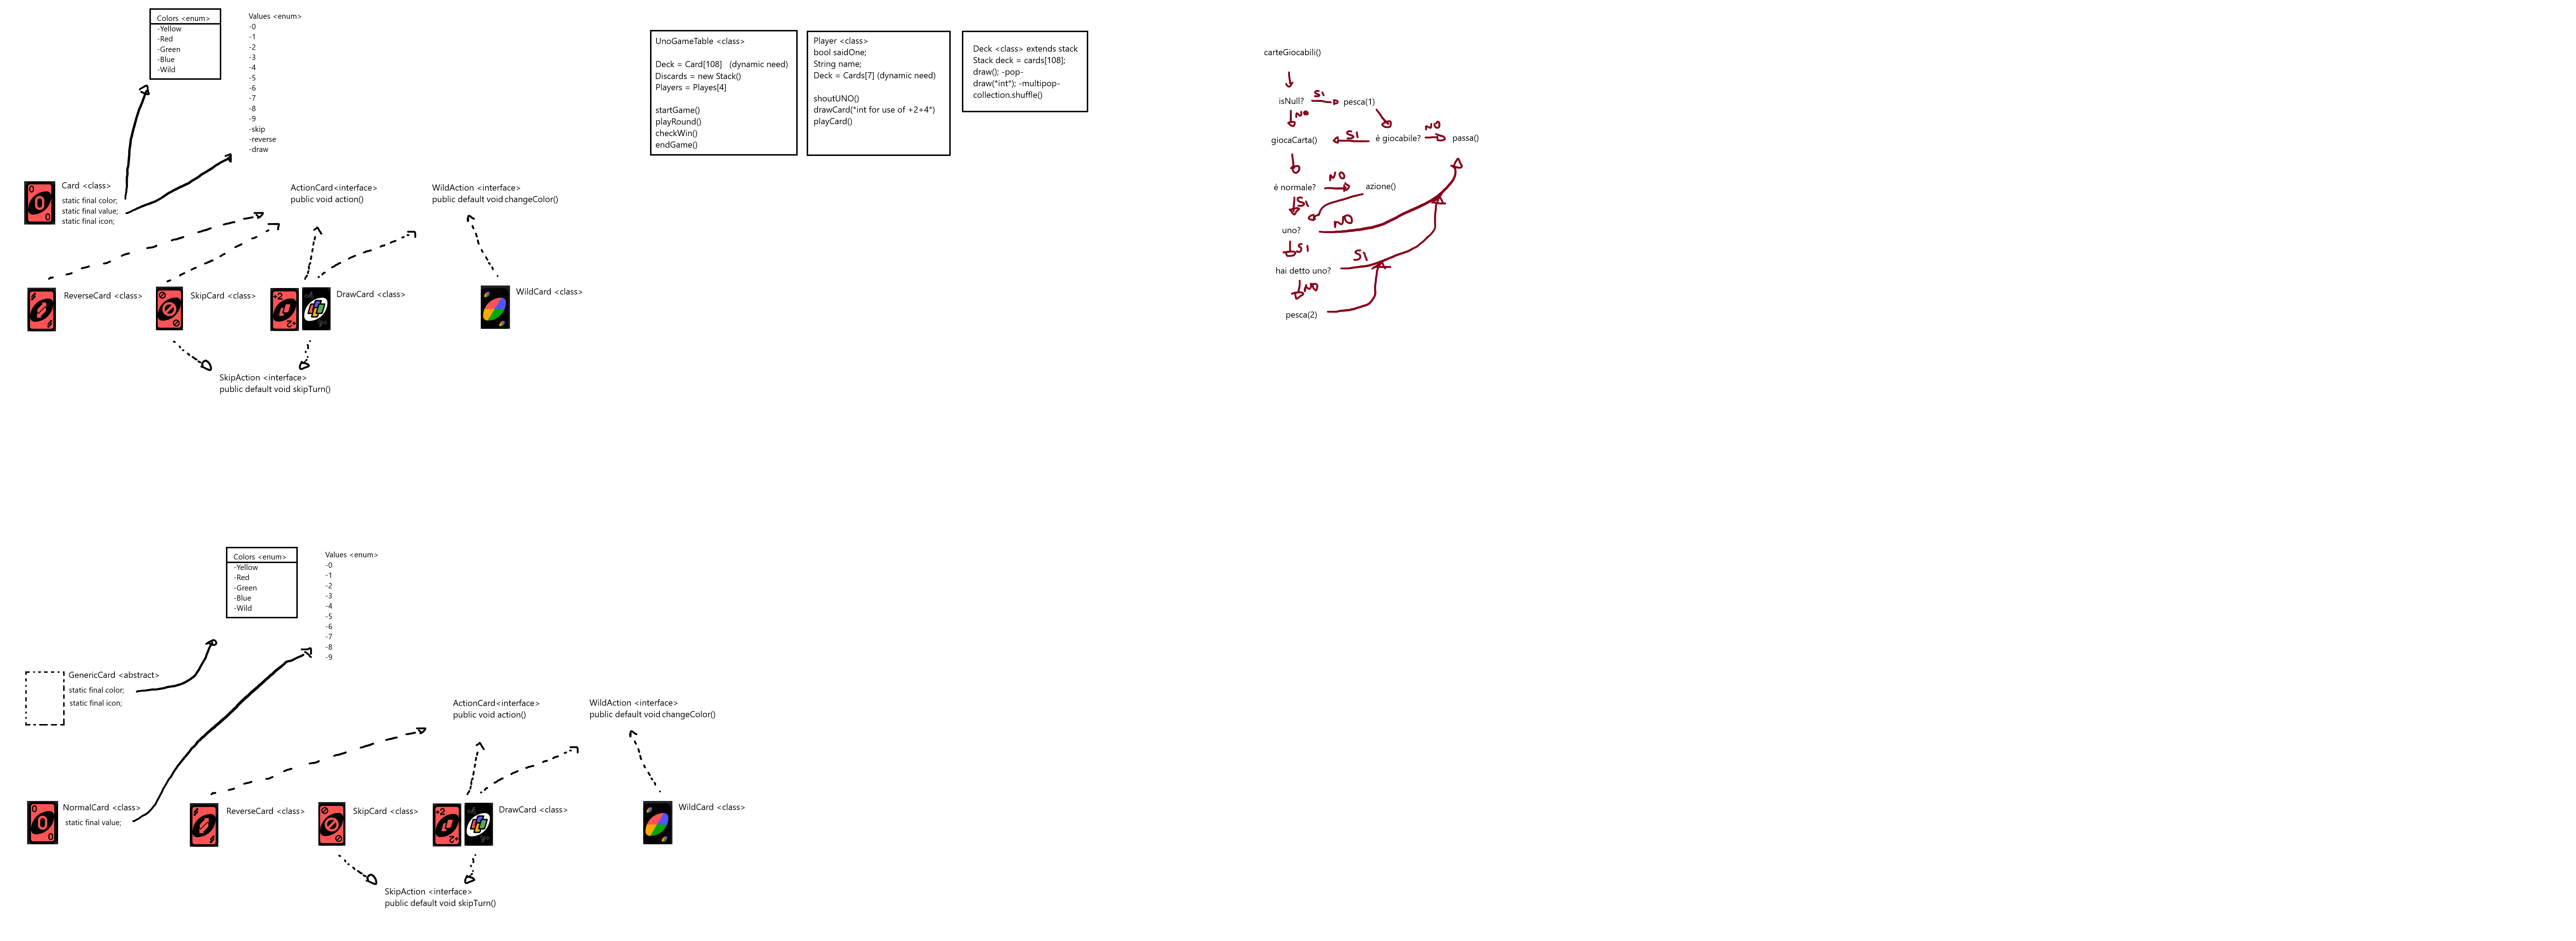 Colors <enum>
-Yellow
-Red
-Green
-Blue
-Wild
Values <enum>
-0
-1
-2
-3
-4
-5
-6
-7
-8
-9
-skip
-reverse
-draw
Card <class>
static final color;
static final value;
static final icon;
0
0
0
ActionCard<interface>
public void action()
WildAction <interface>
public default void changeColor()
ReverseCard <class>
SkipCard <class>
+2
+2
DrawCard <class>
WildCard <class>
SkipAction <interface>
public default void skipTurn()
UnoGameTable <class>
Deck = Card[108] (dynamic need)
Discards = new Stack()
Players = Playes[4]
startGame()
playRound()
checkWin()
endGame()
Player <class>
bool saidOne;
String name;
Deck = Cards[7] (dynamic need)
shoutUNO()
drawCard(*int for use of +2+4*)
playCard()
Deck <class> extends stack
Stack deck = cards[108];
draw(); -pop-
draw(*int*); -multipop-
collection.shuffle()
carteGiocabili()
isNull?
SI
pesca(1)
NO
giocaCarta()
SI
è giocabile?
NO
passa()
è normale?
NO
azione()
SI
uno?
NO
SI
hai detto uno?
SI
NO
pesca(2)
Colors <enum>
-Yellow
-Red
-Green
-Blue
-Wild
Values <enum>
-0
-1
-2
-3
-4
-5
-6
-7
-8
-9
GenericCard <abstract>
static final color;
static final icon;
ActionCard<interface>
public void action()
WildAction <interface>
public default void changeColor()
NormalCard <class>
static final value;
0
0
0
ReverseCard <class>
SkipCard <class>
+2
+2
DrawCard <class>
WildCard <class>
SkipAction <interface>
public default void skipTurn()